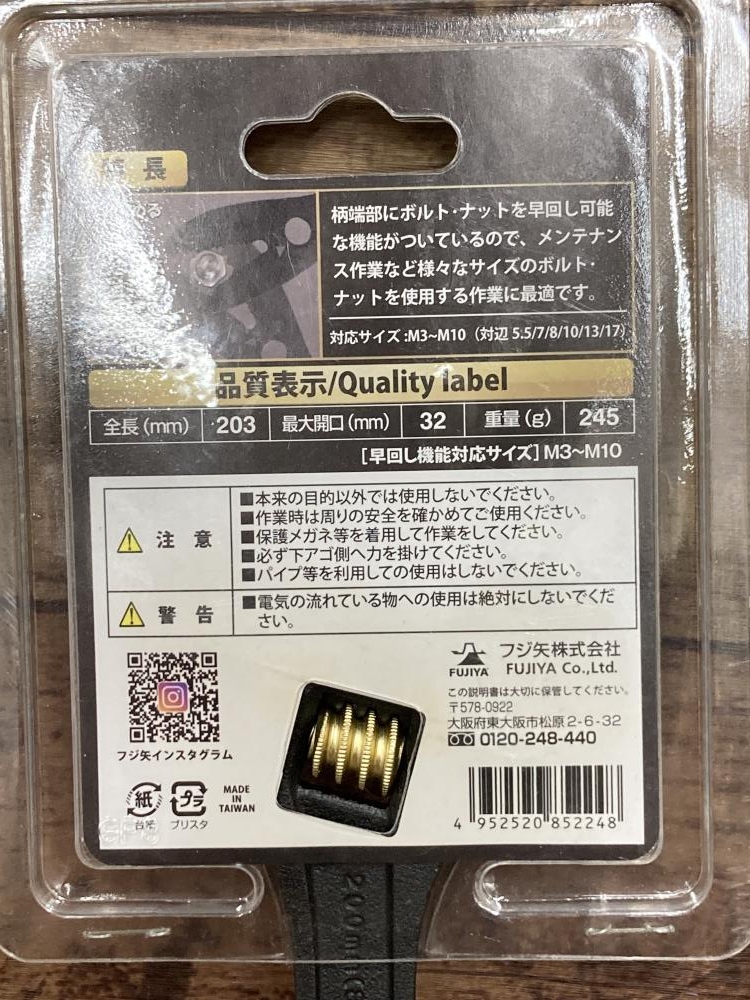 長
める
柄端部にボルト･ナットを早回し可能
な機能がついているので、メンテナン
ス作業など様々なサイズのボルト･
ナットを使用する作業に最適です。
対応サイズ:M3~M10（対辺 5.5/7/8/10/13/17）
品質表示/Quality label
全長(mm) 203 最大開口(mm) 32 重量(g) 245
[早回し機能対応サイズ] M3~M10
注 意
■本来の目的以外では使用しないでください。
■作業時は周りの安全を確かめてご使用ください。
■保護メガネ等を着用して作業をしてください。
■必ず下アゴ側へ力を掛けてください。
■パイプ等を利用しての使用はしないでください。
警 告
■電気の流れている物への使用は絶対にしないでくだ
さい。
フジ矢インスタグラム
紙
台紙
プラ
ブリスタ
MADE
IN
TAIWAN
FUJIYA
フジ矢株式会社
FUJIYA Co.,Ltd.
この説明書は大切に保管してください。
〒578-0922
大阪府東大阪市松原2-6-32
0120-248-440
4 952520 852248
200mm